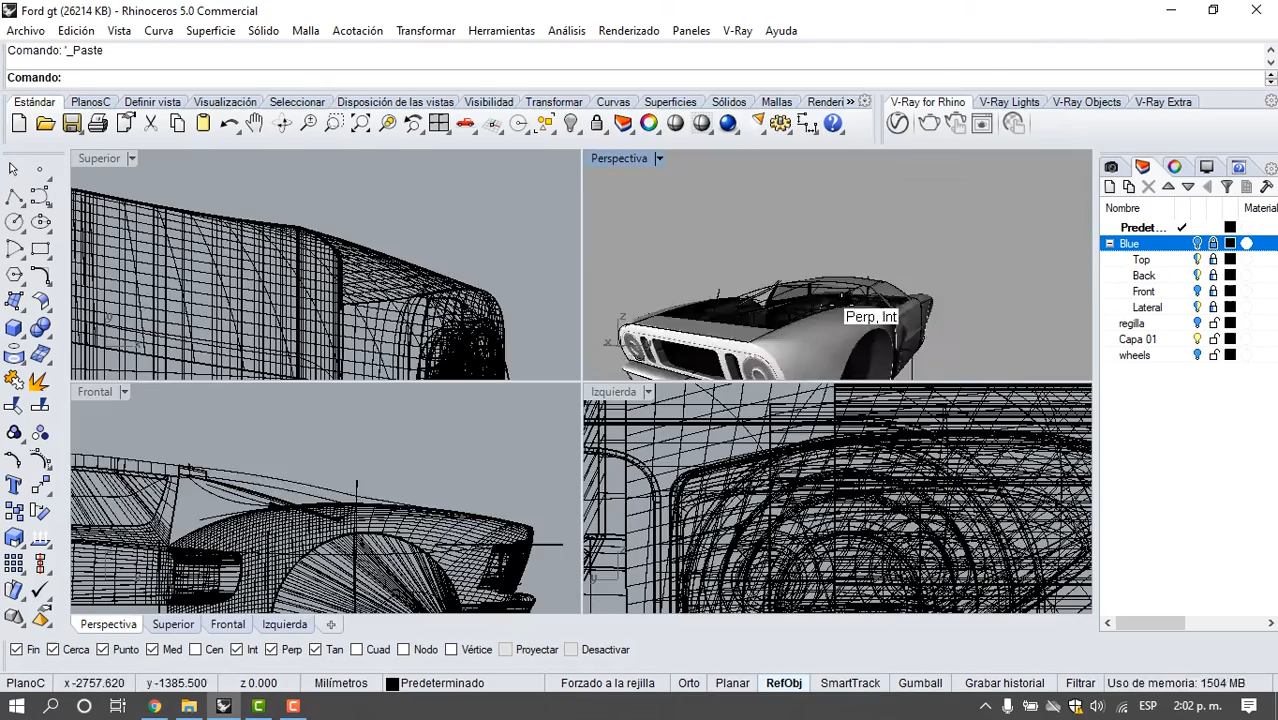 Ford gt (26214 KB) - Rhinoceros 5.0 Commercial
Archivo Edición Vista Curva Superficie Sólido Malla Acotación Transformar Herramientas Análisis Renderizado Paneles V-Ray Ayuda
Comando: '_Paste
Comando:
Estándar PlanosC Definir vista Visualización Seleccionar Disposición de las vistas Visibilidad Transformar Curvas Superficies Sólidos Mallas Renderi »
V-Ray for Rhino V-Ray Lights V-Ray Objects V-Ray Extra
Superior
Perspectiva
Nombre Material
Predet...
Blue
Top
Back
Front
Lateral
regilla
Capa 01
wheels
z
x
y
Perp, Int
Frontal
Izquierda
y
Perspectiva Superior Frontal Izquierda
Fin Cerca Punto Med Cen Int Perp Tan Cuad Nodo Vértice Proyectar Desactivar
PlanoC x -2757.620 y -1385.500 z 0.000 Milímetros Predeterminado Forzado a la rejilla Orto Planar RefObj SmartTrack Gumball Grabar historial Filtrar Uso de memoria: 1504 MB
ESP 2:02 p. m.